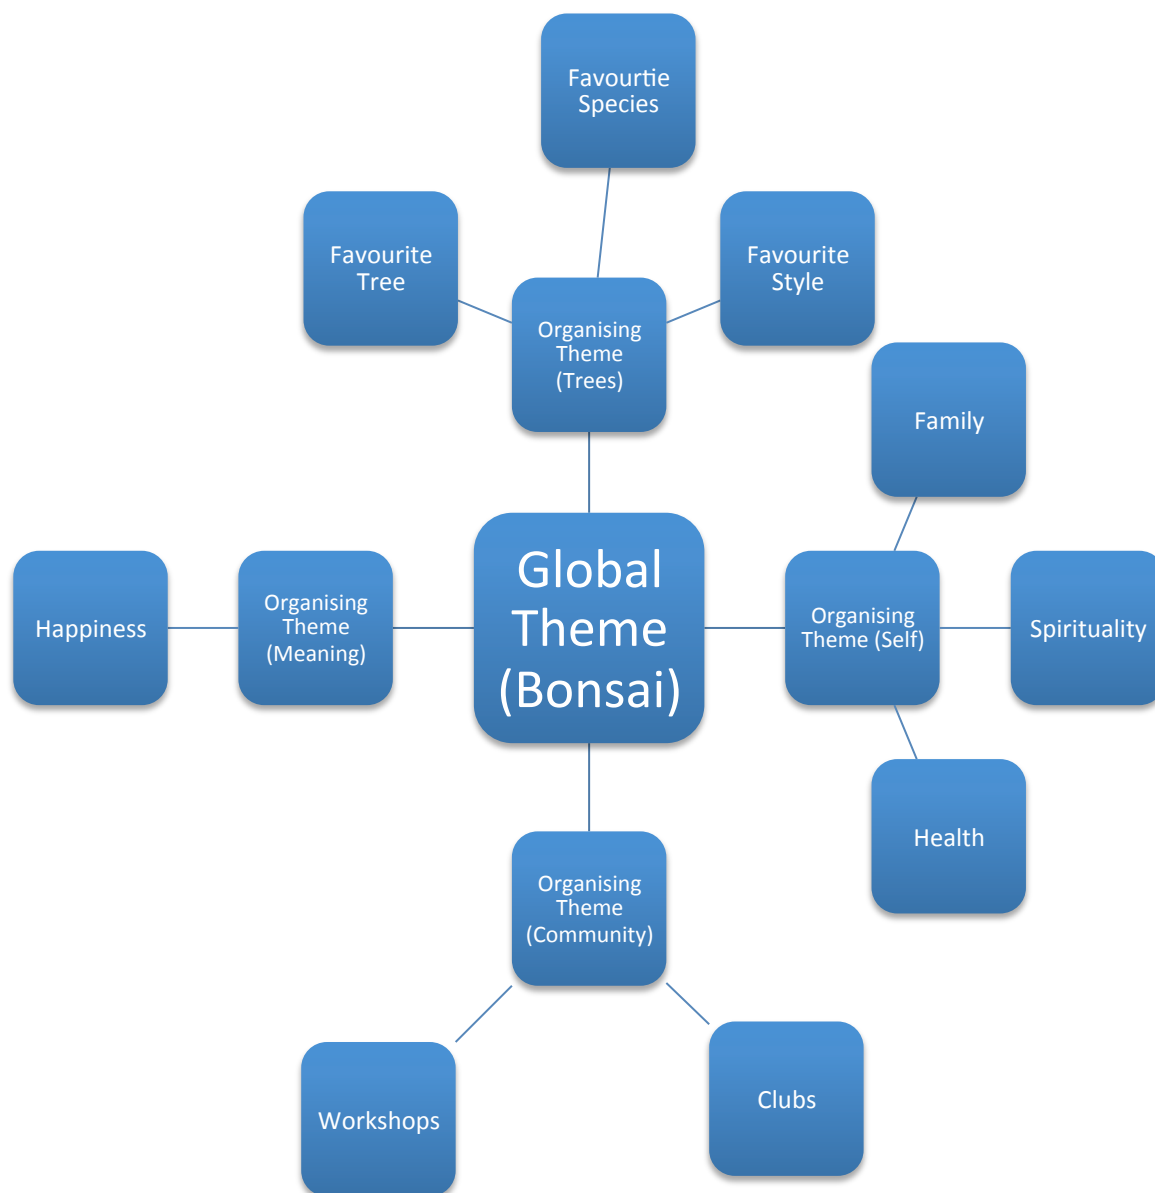 Favourtie
Species
Favourite
Tree
Favourite
Style
Organising
Theme
(Trees)
Family
Global
Theme
(Bonsai)
Happiness
Organising
Theme
(Meaning)
Organising
Theme (Self)
Spirituality
Health
Organising
Theme
(Community)
Workshops
Clubs